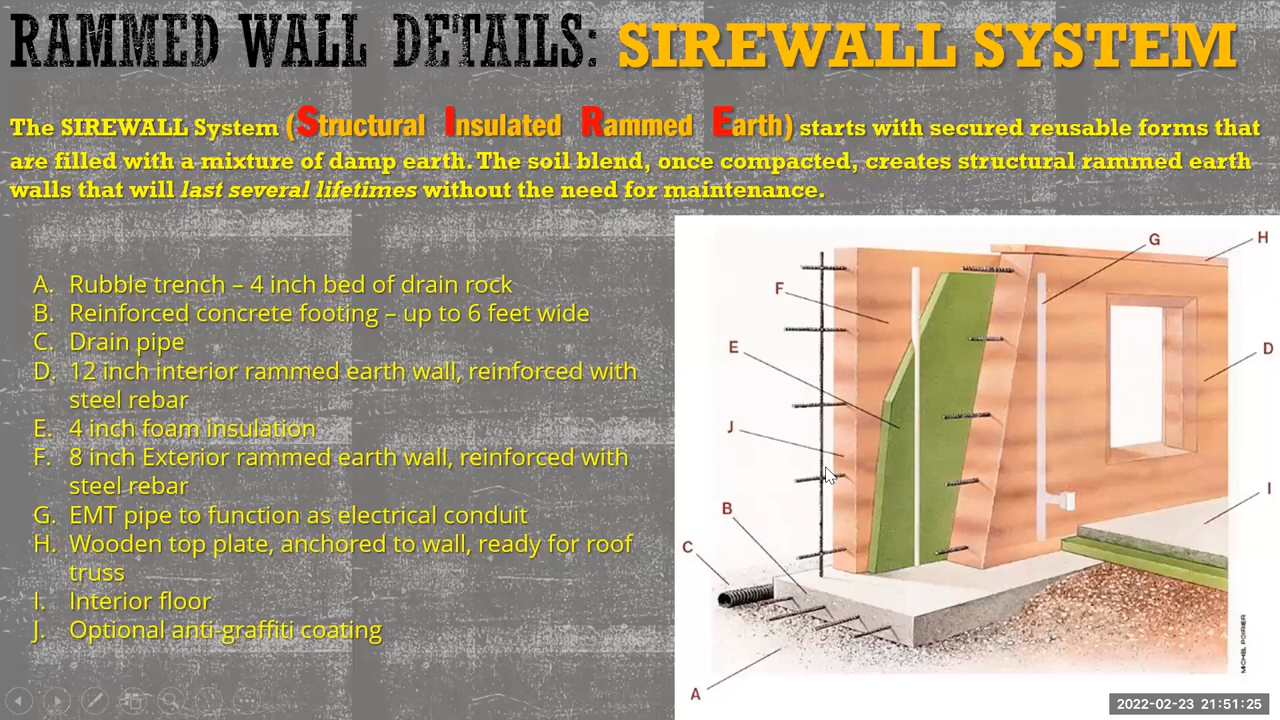 RAMMED WALL DETAILS: SIREWALL SYSTEM
The SIREWALL System (Structural Insulated Rammed Earth) starts with secured reusable forms that
are filled with a mixture of damp earth. The soil blend, once compacted, creates structural rammed earth
walls that will last several lifetimes without the need for maintenance.
A. Rubble trench – 4 inch bed of drain rock
B. Reinforced concrete footing – up to 6 feet wide
C. Drain pipe
D. 12 inch interior rammed earth wall, reinforced with
steel rebar
E. 4 inch foam insulation
F. 8 inch Exterior rammed earth wall, reinforced with
steel rebar
G. EMT pipe to function as electrical conduit
H. Wooden top plate, anchored to wall, ready for roof
truss
I. Interior floor
J. Optional anti-graffiti coating
G
H
F
E
D
J
I
B
C
A
MICHEL POIRIER
2022-02-23 21:51:25